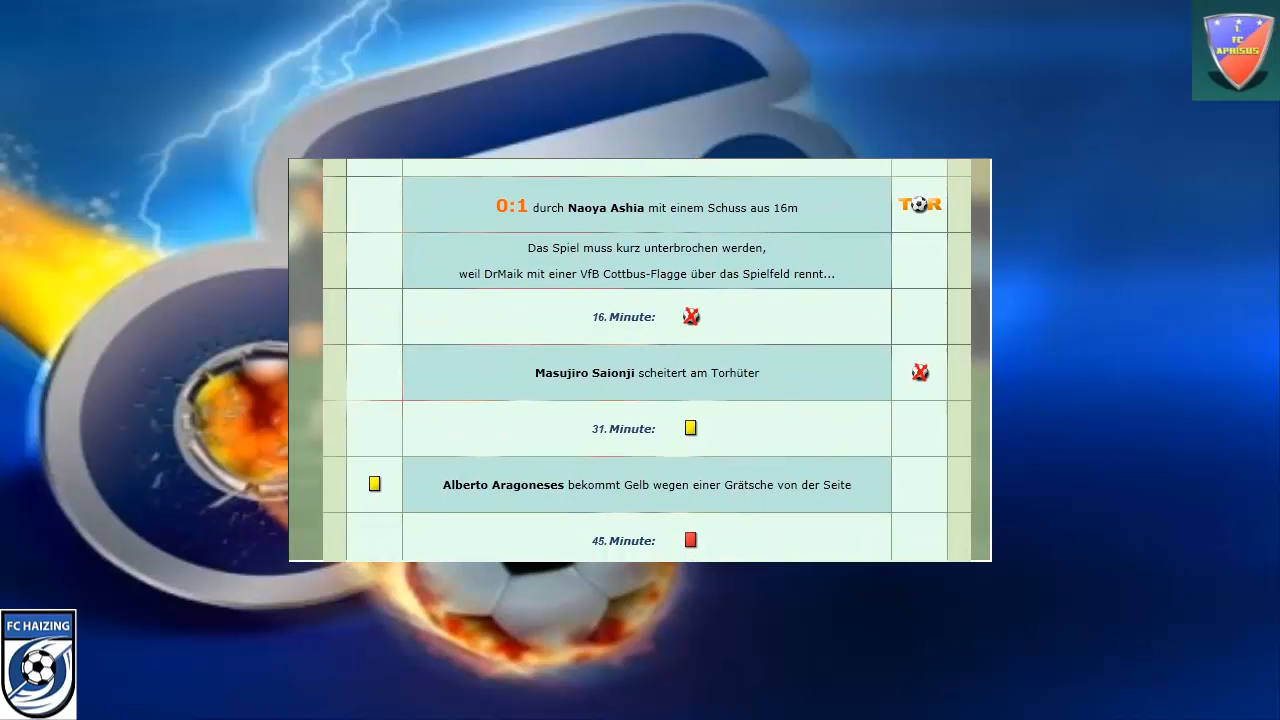 1.
FC
APRISUS
0:1 durch Naoya Ashia mit einem Schuss aus 16m
TOR
Das Spiel muss kurz unterbrochen werden,
weil DrMaik mit einer VfB Cottbus-Flagge über das Spielfeld rennt...
16. Minute:
Masujiro Saionji scheitert am Torhüter
31. Minute:
Alberto Aragoneses bekommt Gelb wegen einer Grätsche von der Seite
45. Minute:
FC HAIZING